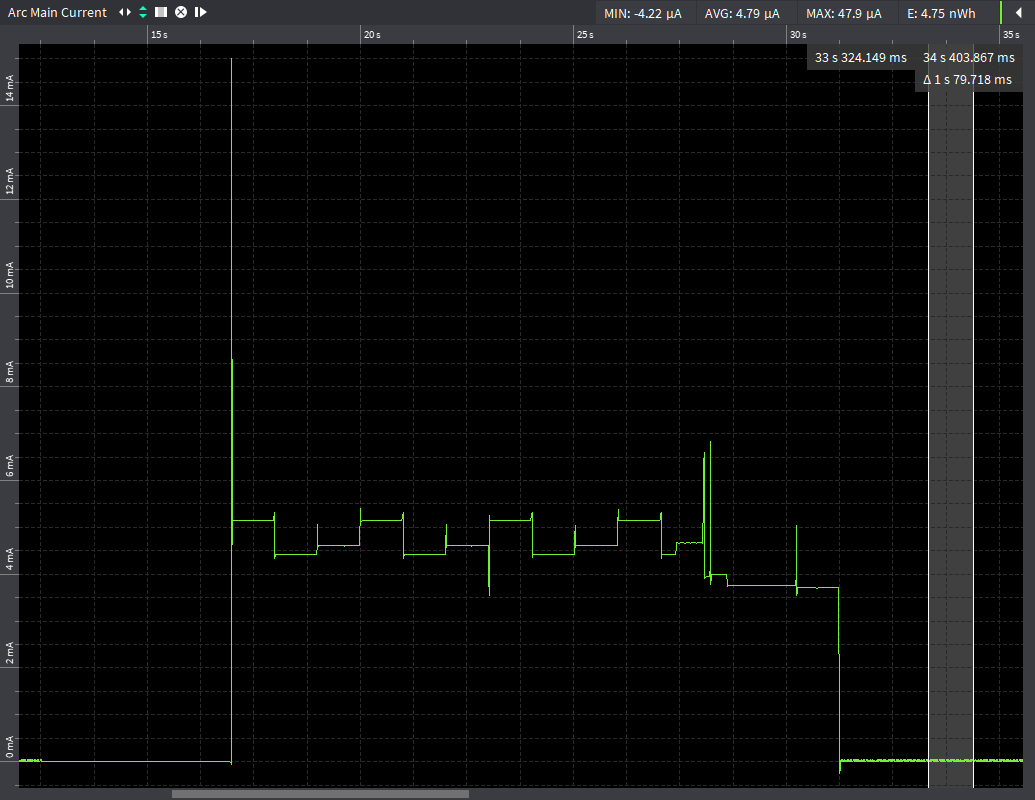 Arc Main Current MIN: -4.22 µA AVG: 4.79 µA MAX: 47.9 µA E: 4.75 nWh
15 s 20 s 25 s 30 s 35 s
33 s 324.149 ms 34 s 403.867 ms
Δ 1 s 79.718 ms
14 mA
12 mA
10 mA
8 mA
6 mA
4 mA
2 mA
0 mA